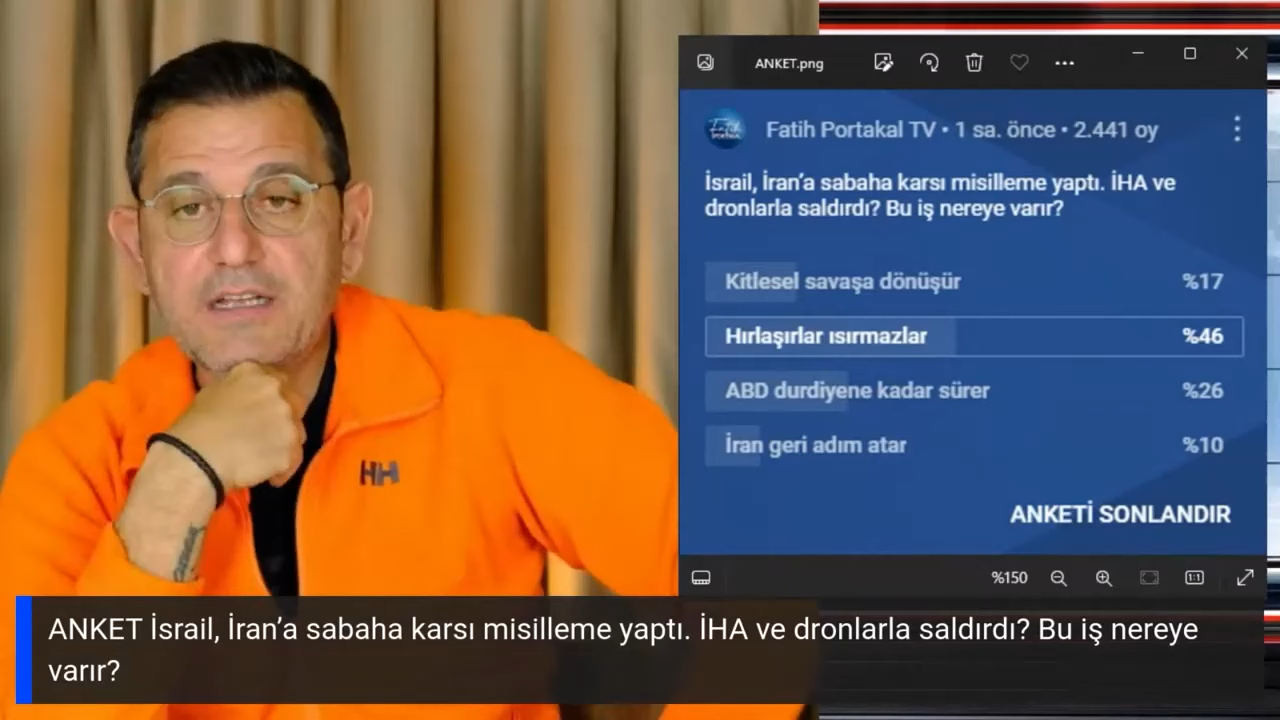 ANKET.png
Fatih Portakal TV • 1 sa. önce • 2.441 oy
İsrail, İran’a sabaha karsı misilleme yaptı. İHA ve
dronlarla saldırdı? Bu iş nereye varır?
Kitlesel savaşa dönüşür %17
Hırlaşırlar ısırmazlar %46
ABD durdiyene kadar sürer %26
İran geri adım atar %10
ANKETİ SONLANDIR
%150
1:1
HH
ANKET İsrail, İran’a sabaha karsı misilleme yaptı. İHA ve dronlarla saldırdı? Bu iş nereye
varır?